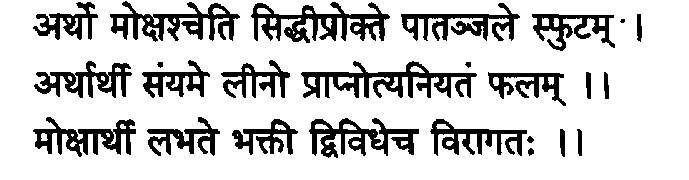 अर्थो मोक्षश्चेति सिद्धीप्रोक्ते पातञ्जले स्फुटम् ।
अर्थार्थी संयमे लीनो प्राप्नोत्यनियतं फलम् ।।
मोक्षार्थी लभते भक्ती द्विविधेच विरागतः ।।